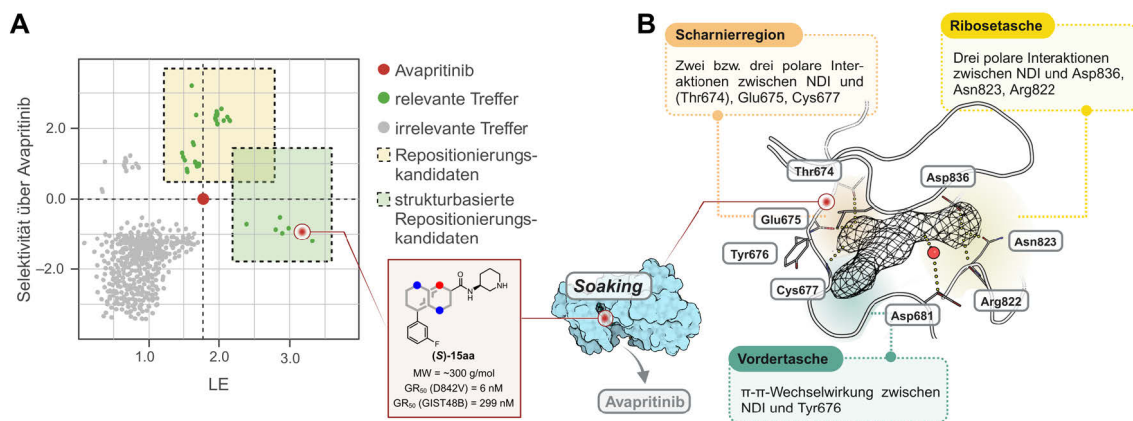 A
Selektivität über Avapritinib
2.0
0.0
−2.0
1.0
2.0
3.0
LE
Avapritinib
relevante Treffer
irrelevante Treffer
Repositionierungs-
kandidaten
strukturbasierte
Repositionierungs-
kandidaten
O
N
H
NH
F
(S)-15aa
MW = ~300 g/mol
GR50 (D842V) = 6 nM
GR50 (GIST48B) = 299 nM
Soaking
Avapritinib
B
Scharnierregion
Zwei bzw. drei polare Inter-
aktionen zwischen NDI und
(Thr674), Glu675, Cys677
Ribosetasche
Drei polare Interaktionen
zwischen NDI und Asp836,
Asn823, Arg822
Thr674
Asp836
Glu675
Tyr676
Asn823
Cys677
Arg822
Asp681
Vordertasche
π-π-Wechselwirkung zwischen
NDI und Tyr676